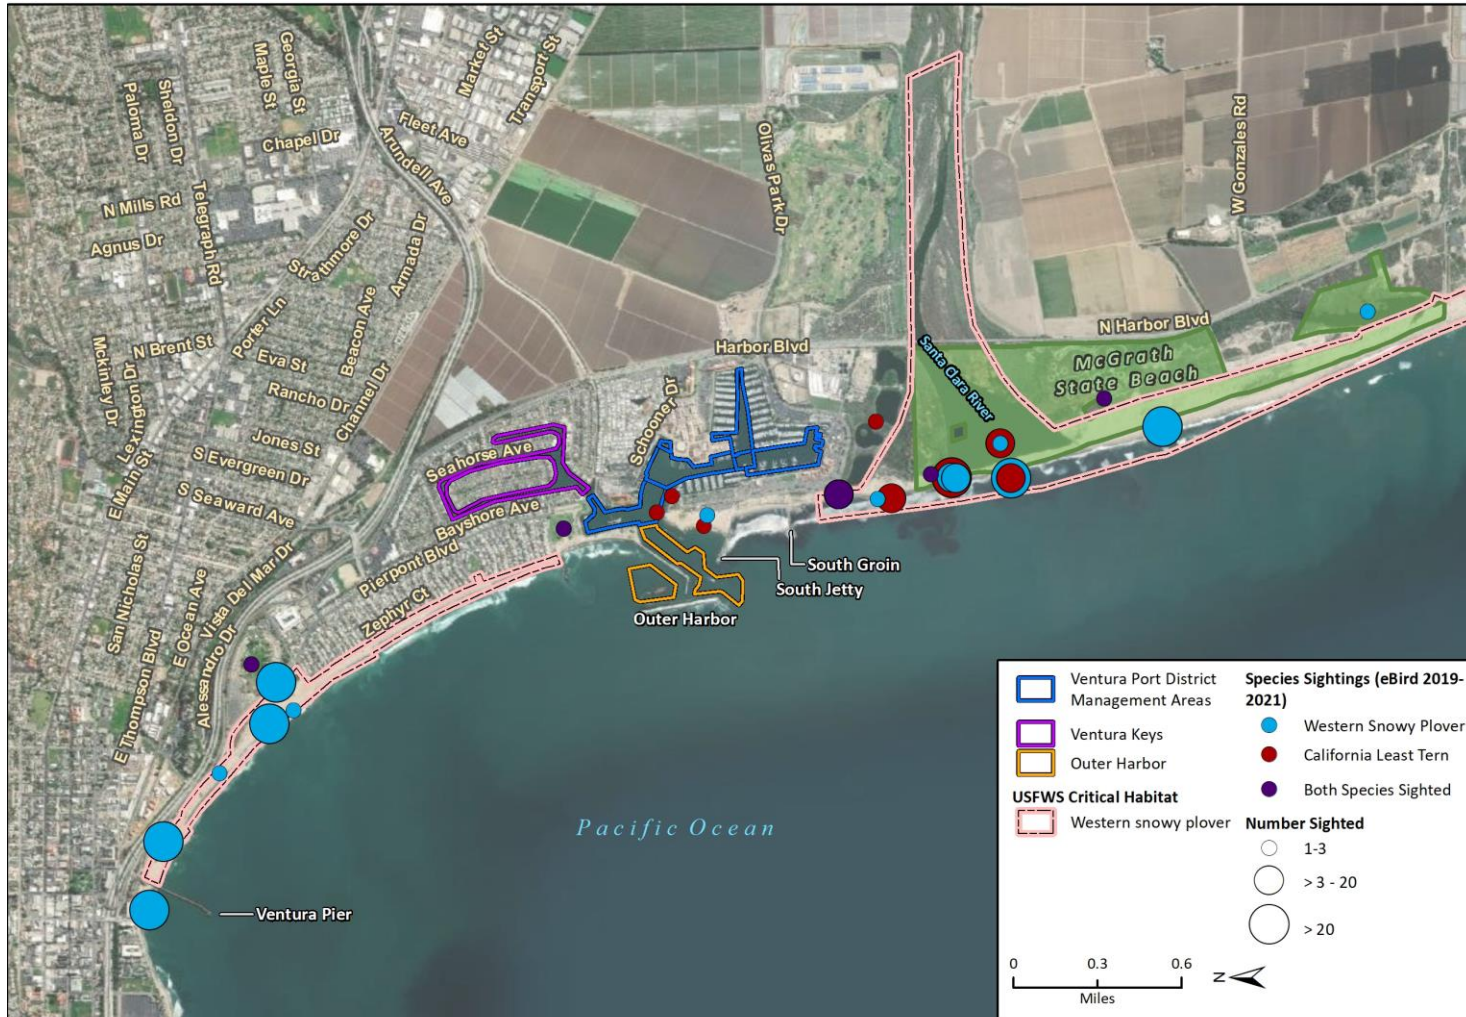 Georgia St
Maple St
Sheldon Dr
Paloma Dr
Chapel Dr
Market St
Transport St
Fleet Ave
Arundell Ave
Olivas Park Dr
W Gonzales Rd
N Mills Rd
Telegraph Rd
Agnus Dr
Strathmore Dr
Armada Dr
Porter Ln
Beacon Ave
N Brent St
Eva St
Mckinley Dr
Lexington Dr
Rancho Dr
Channel Dr
Jones St
E Main St
S Evergreen Dr
S Seaward Ave
Seahorse Ave
Schooner Dr
Harbor Blvd
N Harbor Blvd
Santa Clara River
McGrath
State Beach
Bayshore Ave
Pierpont Blvd
Zephyr Ct
San Nicholas St
E Ocean Ave
Vista Del Mar Dr
Alessandro Dr
E Thompson Blvd
South Groin
South Jetty
Outer Harbor
Pacific Ocean
Ventura Pier
Ventura Port District
Management Areas
Ventura Keys
Outer Harbor
USFWS Critical Habitat
Western snowy plover
Species Sightings (eBird 2019-
2021)
Western Snowy Plover
California Least Tern
Both Species Sighted
Number Sighted
1-3
> 3 - 20
> 20
0 0.3 0.6
Miles
N